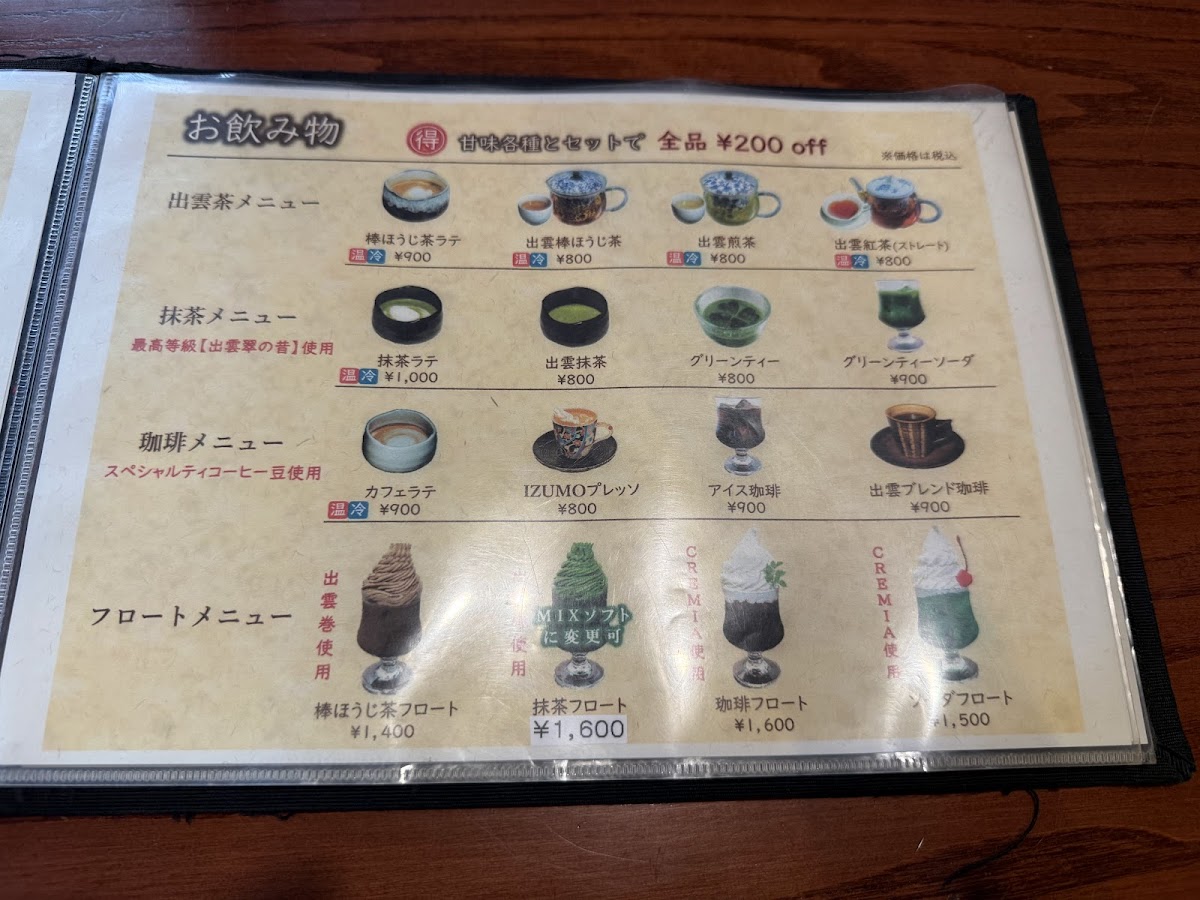 お飲み物
得 甘味各種とセットで 全品 ¥200 off
※価格は税込
出雲茶メニュー
棒ほうじ茶ラテ
温 冷 ¥900
出雲棒ほうじ茶
温 冷 ¥800
出雲煎茶
温 冷 ¥800
出雲紅茶(ストレード)
温 冷 ¥800
抹茶メニュー
最高等級【出雲翠の昔】使用
抹茶ラテ
温 冷 ¥1,000
出雲抹茶
¥800
グリーンティー
¥800
グリーンティーソーダ
¥900
珈琲メニュー
スペシャルティコーヒー豆使用
カフェラテ
温 冷 ¥900
IZUMOプレッソ
¥800
アイス珈琲
¥900
出雲ブレンド珈琲
¥900
フロートメニュー
出雲巻使用
棒ほうじ茶フロート
¥1,400
使用
MIXソフト
に変更可
抹茶フロート
¥1,600
CREMIA使用
珈琲フロート
¥1,600
CREMIA使用
ダフロート
¥1,500